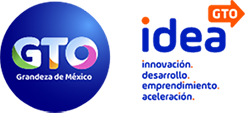 GTO
Grandeza de México
GTO
idea
innovación.
desarrollo.
emprendimiento.
aceleración.